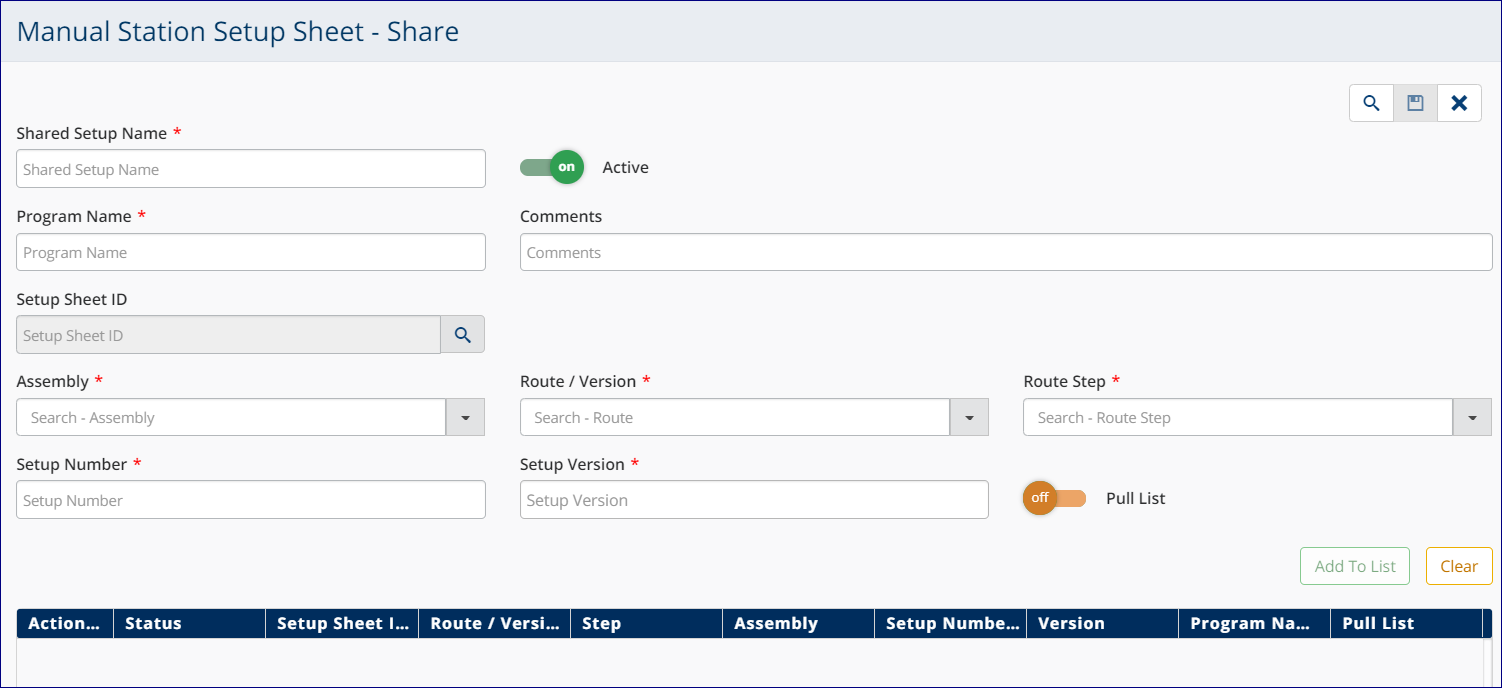 Manual Station Setup Sheet - Share
Shared Setup Name *
Shared Setup Name
on Active
Program Name * Comments
Program Name Comments
Setup Sheet ID
Setup Sheet ID
Assembly * Route / Version * Route Step *
Search - Assembly Search - Route Search - Route Step
Setup Number * Setup Version *
Setup Number Setup Version off Pull List
Add To List Clear
Action... Status Setup Sheet I... Route / Versi... Step Assembly Setup Numbe... Version Program Na... Pull List